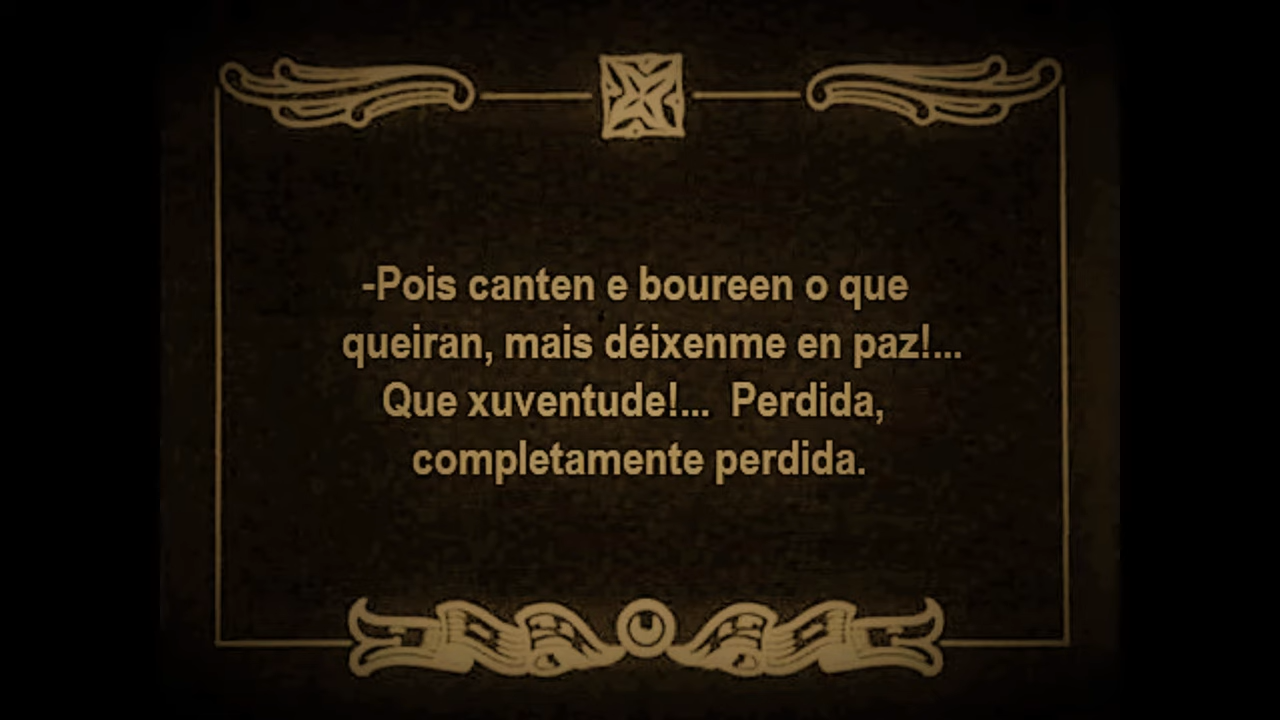 -Pois canten e boureen o que
queiran, mais déixenme en paz!...
Que xuventude!...  Perdida,
completamente perdida.